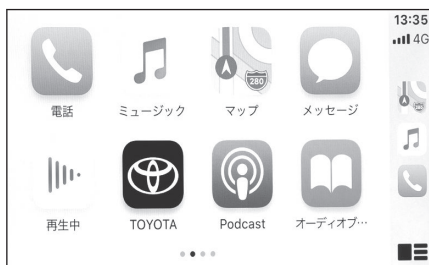 13:35
4G
280
電話
ミュージック
マップ
メッセージ
再生中
TOYOTA
Podcast
オーディオブ…